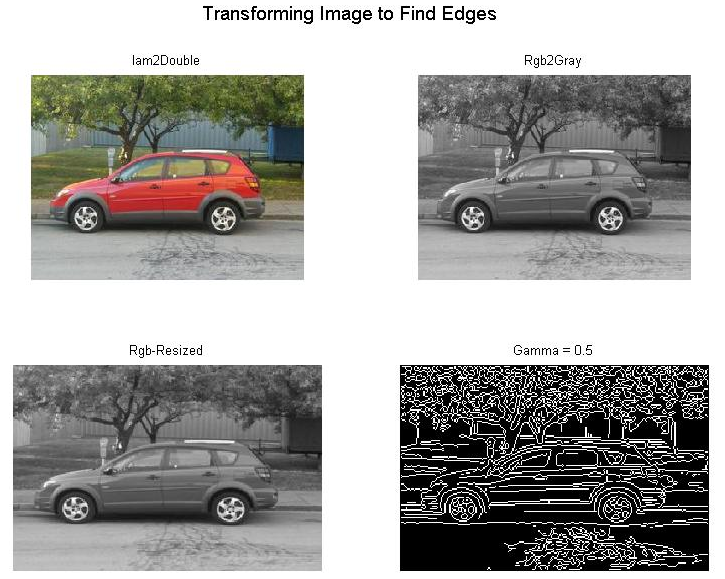 Transforming Image to Find Edges
Iam2Double
Rgb2Gray
Rgb-Resized
Gamma = 0.5